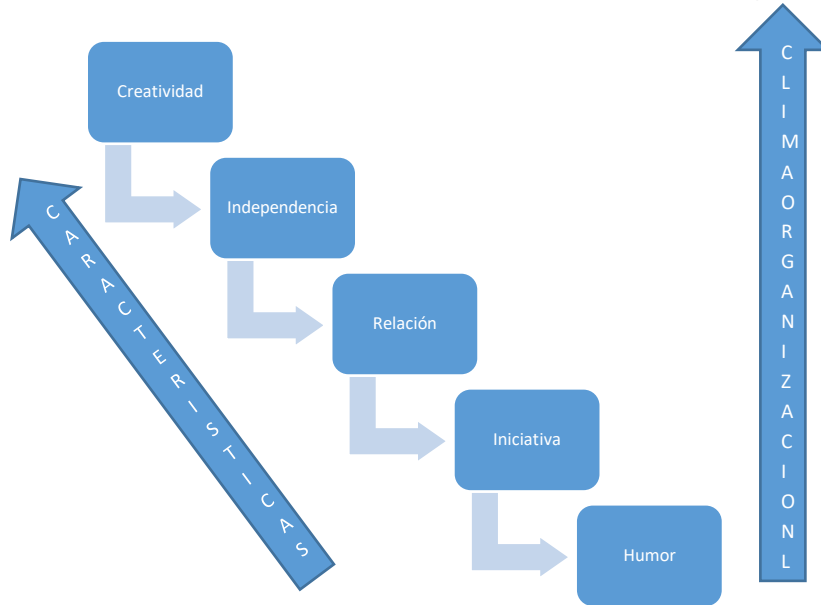 Creatividad
Independencia
Relación
Iniciativa
Humor
CARACTERISTICAS
CLIMAORGANIZACIONL